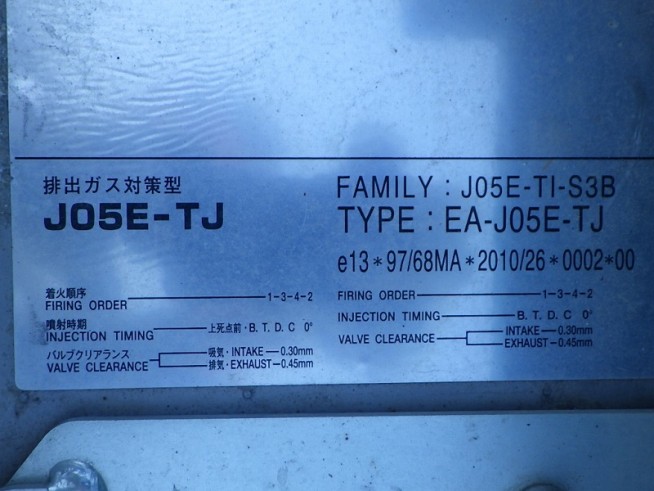 排出ガス対策型
J05E-TJ
着火順序
FIRING ORDER 1-3-4-2
噴射時期
INJECTION TIMING 上死点前・B. T. D. C 0°
バルブクリアランス
VALVE CLEARANCE
吸気・INTAKE 0.30mm
排気・EXHAUST 0.45mm
FAMILY : J05E-TI-S3B
TYPE : EA-J05E-TJ
e13*97/68MA*2010/26*0002*00
FIRING ORDER 1-3-4-2
INJECTION TIMING B. T. D. C 0°
VALVE CLEARANCE
INTAKE 0.30mm
EXHAUST 0.45mm